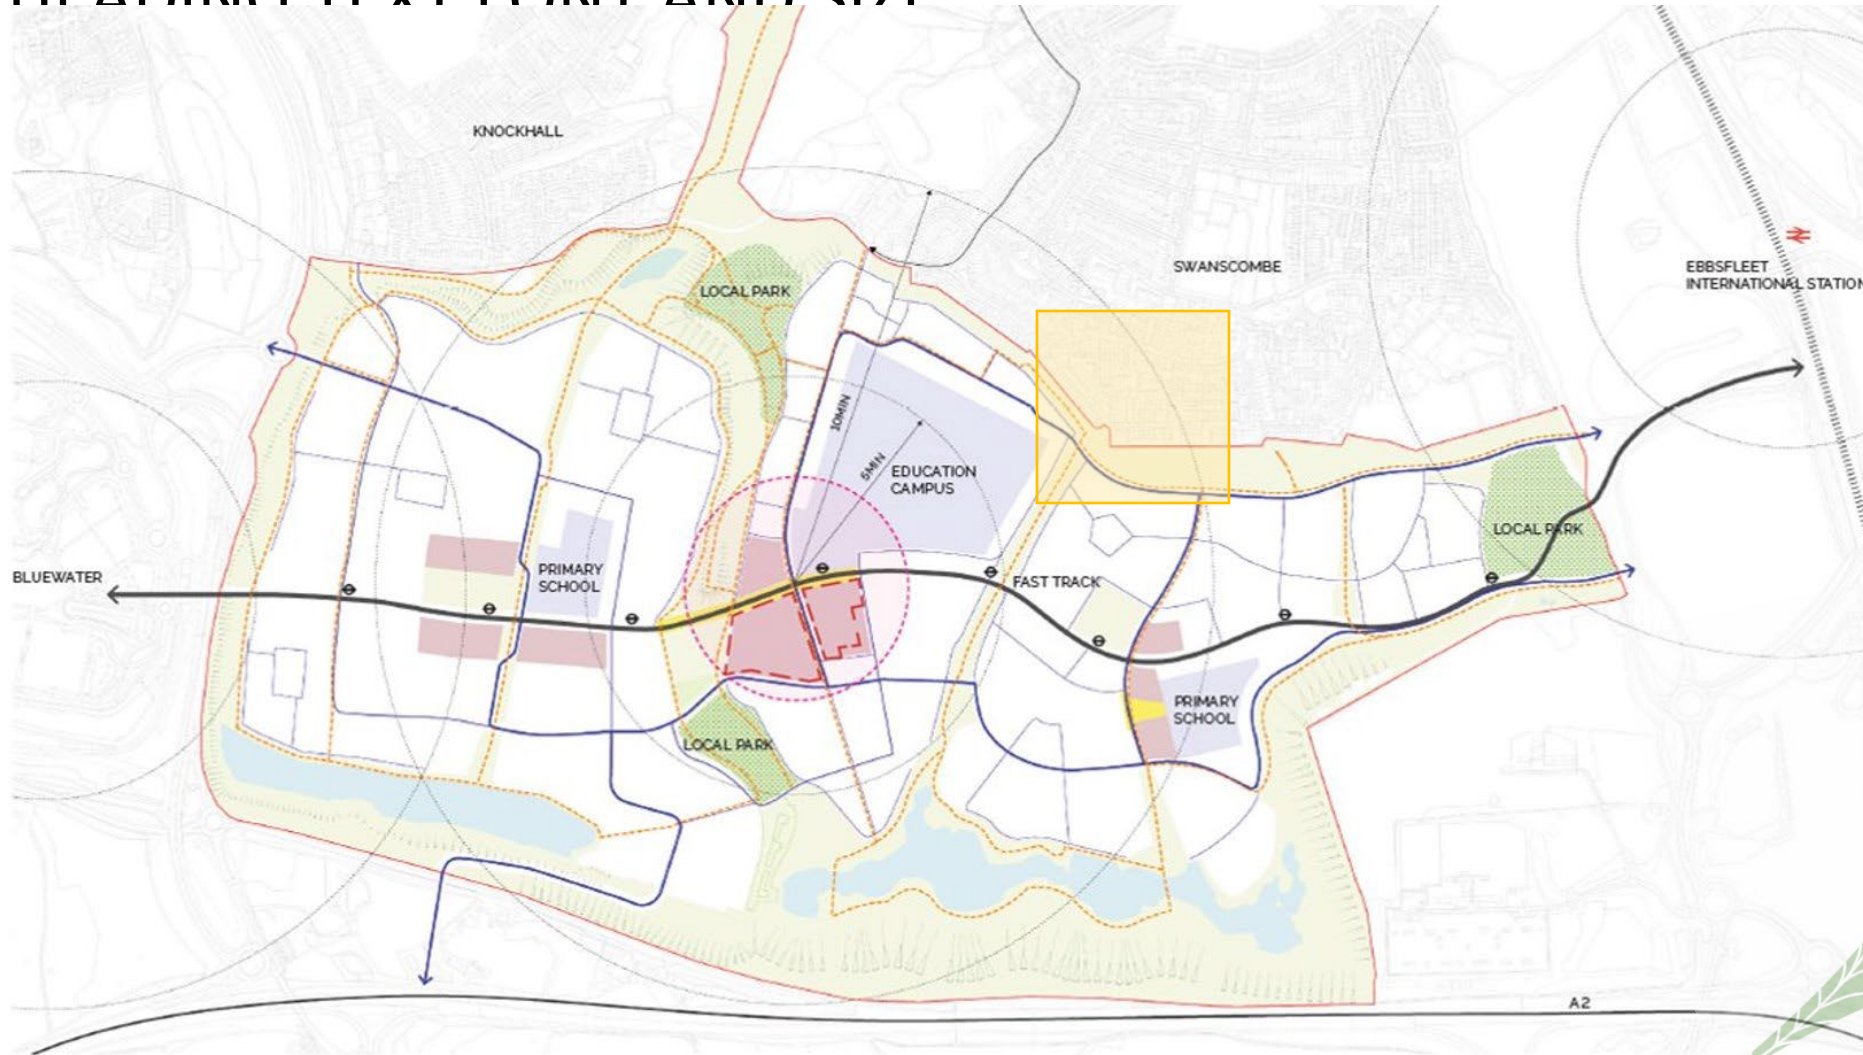 KNOCKHALL
SWANSCOMBE
EBBSFLEET
INTERNATIONAL STATION
LOCAL PARK
10MIN
5MIN
EDUCATION
CAMPUS
LOCAL PARK
BLUEWATER
PRIMARY
SCHOOL
FAST TRACK
PRIMARY
SCHOOL
LOCAL PARK
A2